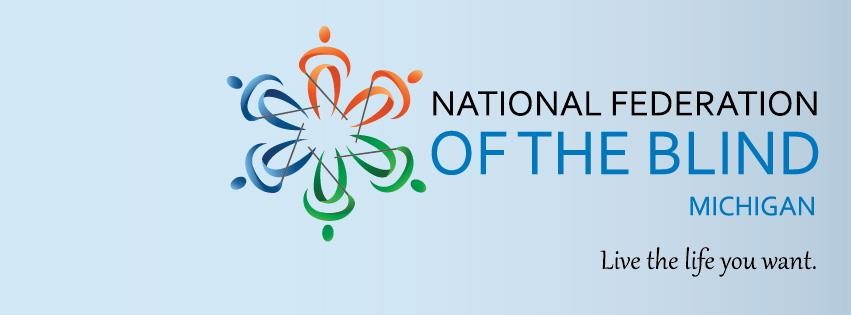 NATIONAL FEDERATION
OF THE BLIND
MICHIGAN
Live the life you want.